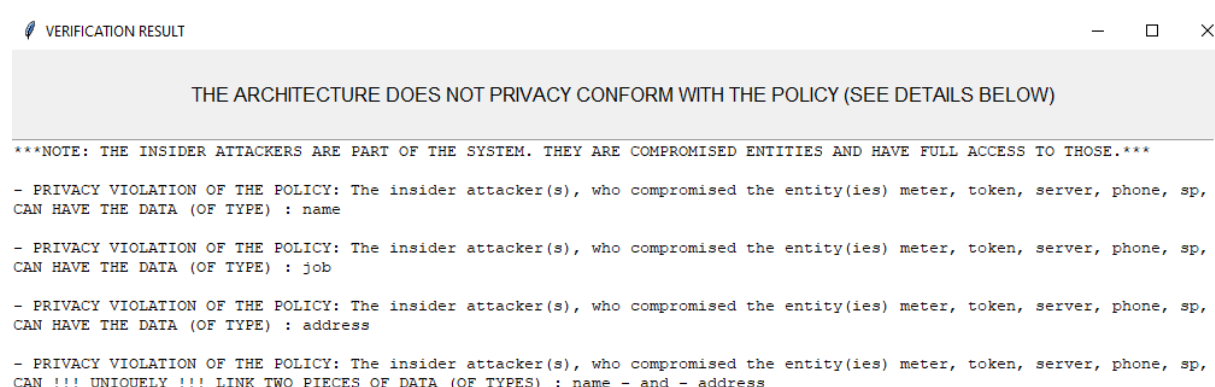 VERIFICATION RESULT
THE ARCHITECTURE DOES NOT PRIVACY CONFORM WITH THE POLICY (SEE DETAILS BELOW)
***NOTE: THE INSIDER ATTACKERS ARE PART OF THE SYSTEM. THEY ARE COMPROMISED ENTITIES AND HAVE FULL ACCESS TO THOSE.***
- PRIVACY VIOLATION OF THE POLICY: The insider attacker(s), who compromised the entity(ies) meter, token, server, phone, sp,
CAN HAVE THE DATA (OF TYPE) : name
- PRIVACY VIOLATION OF THE POLICY: The insider attacker(s), who compromised the entity(ies) meter, token, server, phone, sp,
CAN HAVE THE DATA (OF TYPE) : job
- PRIVACY VIOLATION OF THE POLICY: The insider attacker(s), who compromised the entity(ies) meter, token, server, phone, sp,
CAN HAVE THE DATA (OF TYPE) : address
- PRIVACY VIOLATION OF THE POLICY: The insider attacker(s), who compromised the entity(ies) meter, token, server, phone, sp,
CAN !!! UNIQUELY !!! LINK TWO PIECES OF DATA (OF TYPES) : name - and - address